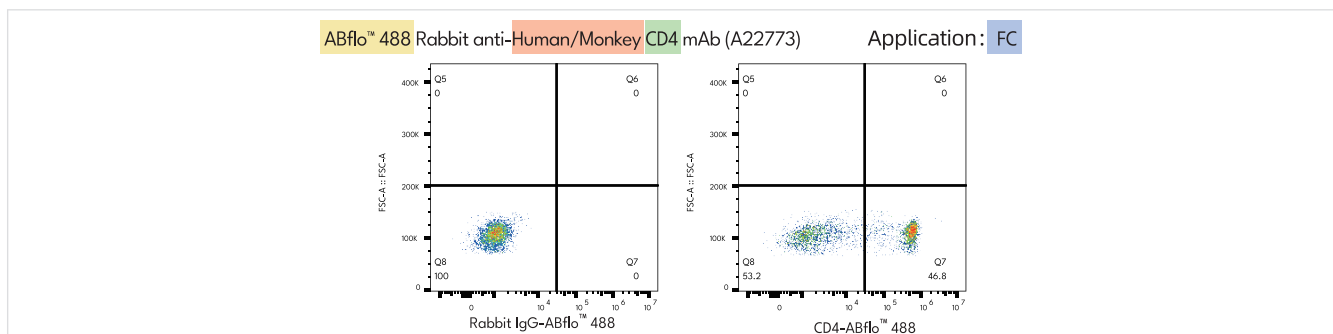 ABflo™ 488 Rabbit anti-Human/Monkey CD4 mAb (A22773) Application: FC
Q5
0
Q6
0
Q8
100
Q7
0
400K
300K
200K
100K
0
FSC-A :: FSC-A
10^4 10^5 10^6 10^7
0
Rabbit IgG-ABflo™ 488
Q5
0
Q6
0
Q8
53.2
Q7
46.8
400K
300K
200K
100K
0
FSC-A :: FSC-A
0
10^4 10^5 10^6 10^7
CD4-ABflo™ 488